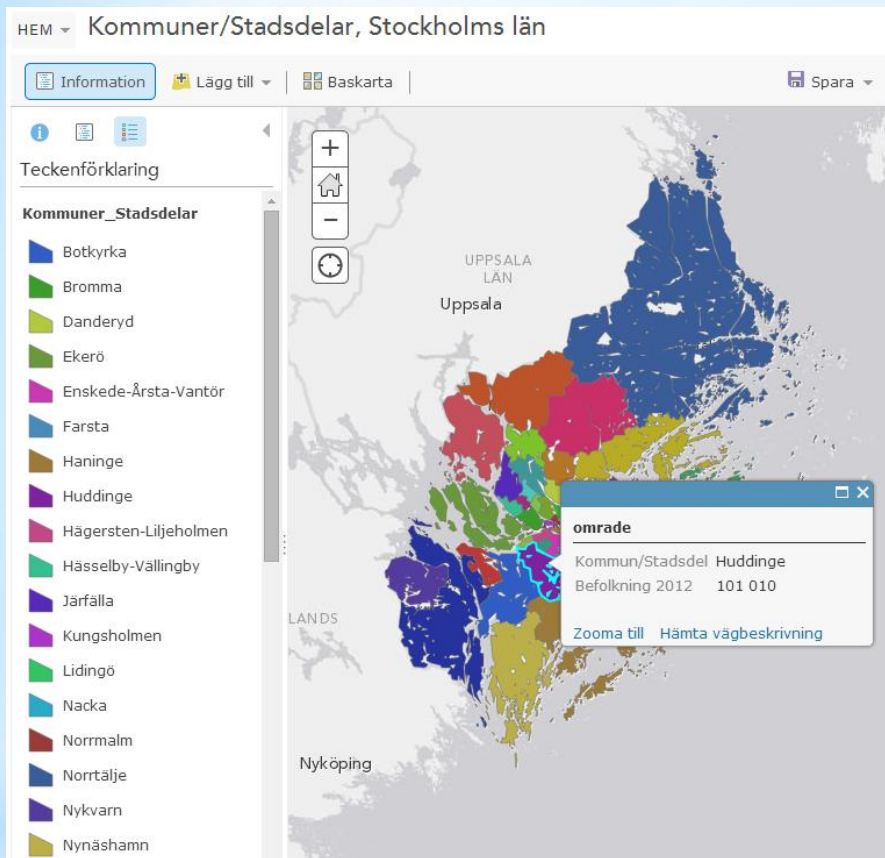 HEM Kommuner/Stadsdelar, Stockholms län
Information Lägg till Baskarta Spara
Teckenförklaring
Kommuner_Stadsdelar
Botkyrka
Bromma
Danderyd
Ekerö
Enskede-Årsta-Vantör
Farsta
Haninge
Huddinge
Hägersten-Liljeholmen
Hässelby-Vällingby
Järfälla
Kungsholmen
Lidingö
Nacka
Norrmalm
Norrtälje
Nykvarn
Nynäshamn
UPPSALA
LÄN
Uppsala
LANDS
Nyköping
omrade
Kommun/Stadsdel Huddinge
Befolkning 2012 101 010
Zooma till Hämta vägbeskrivning